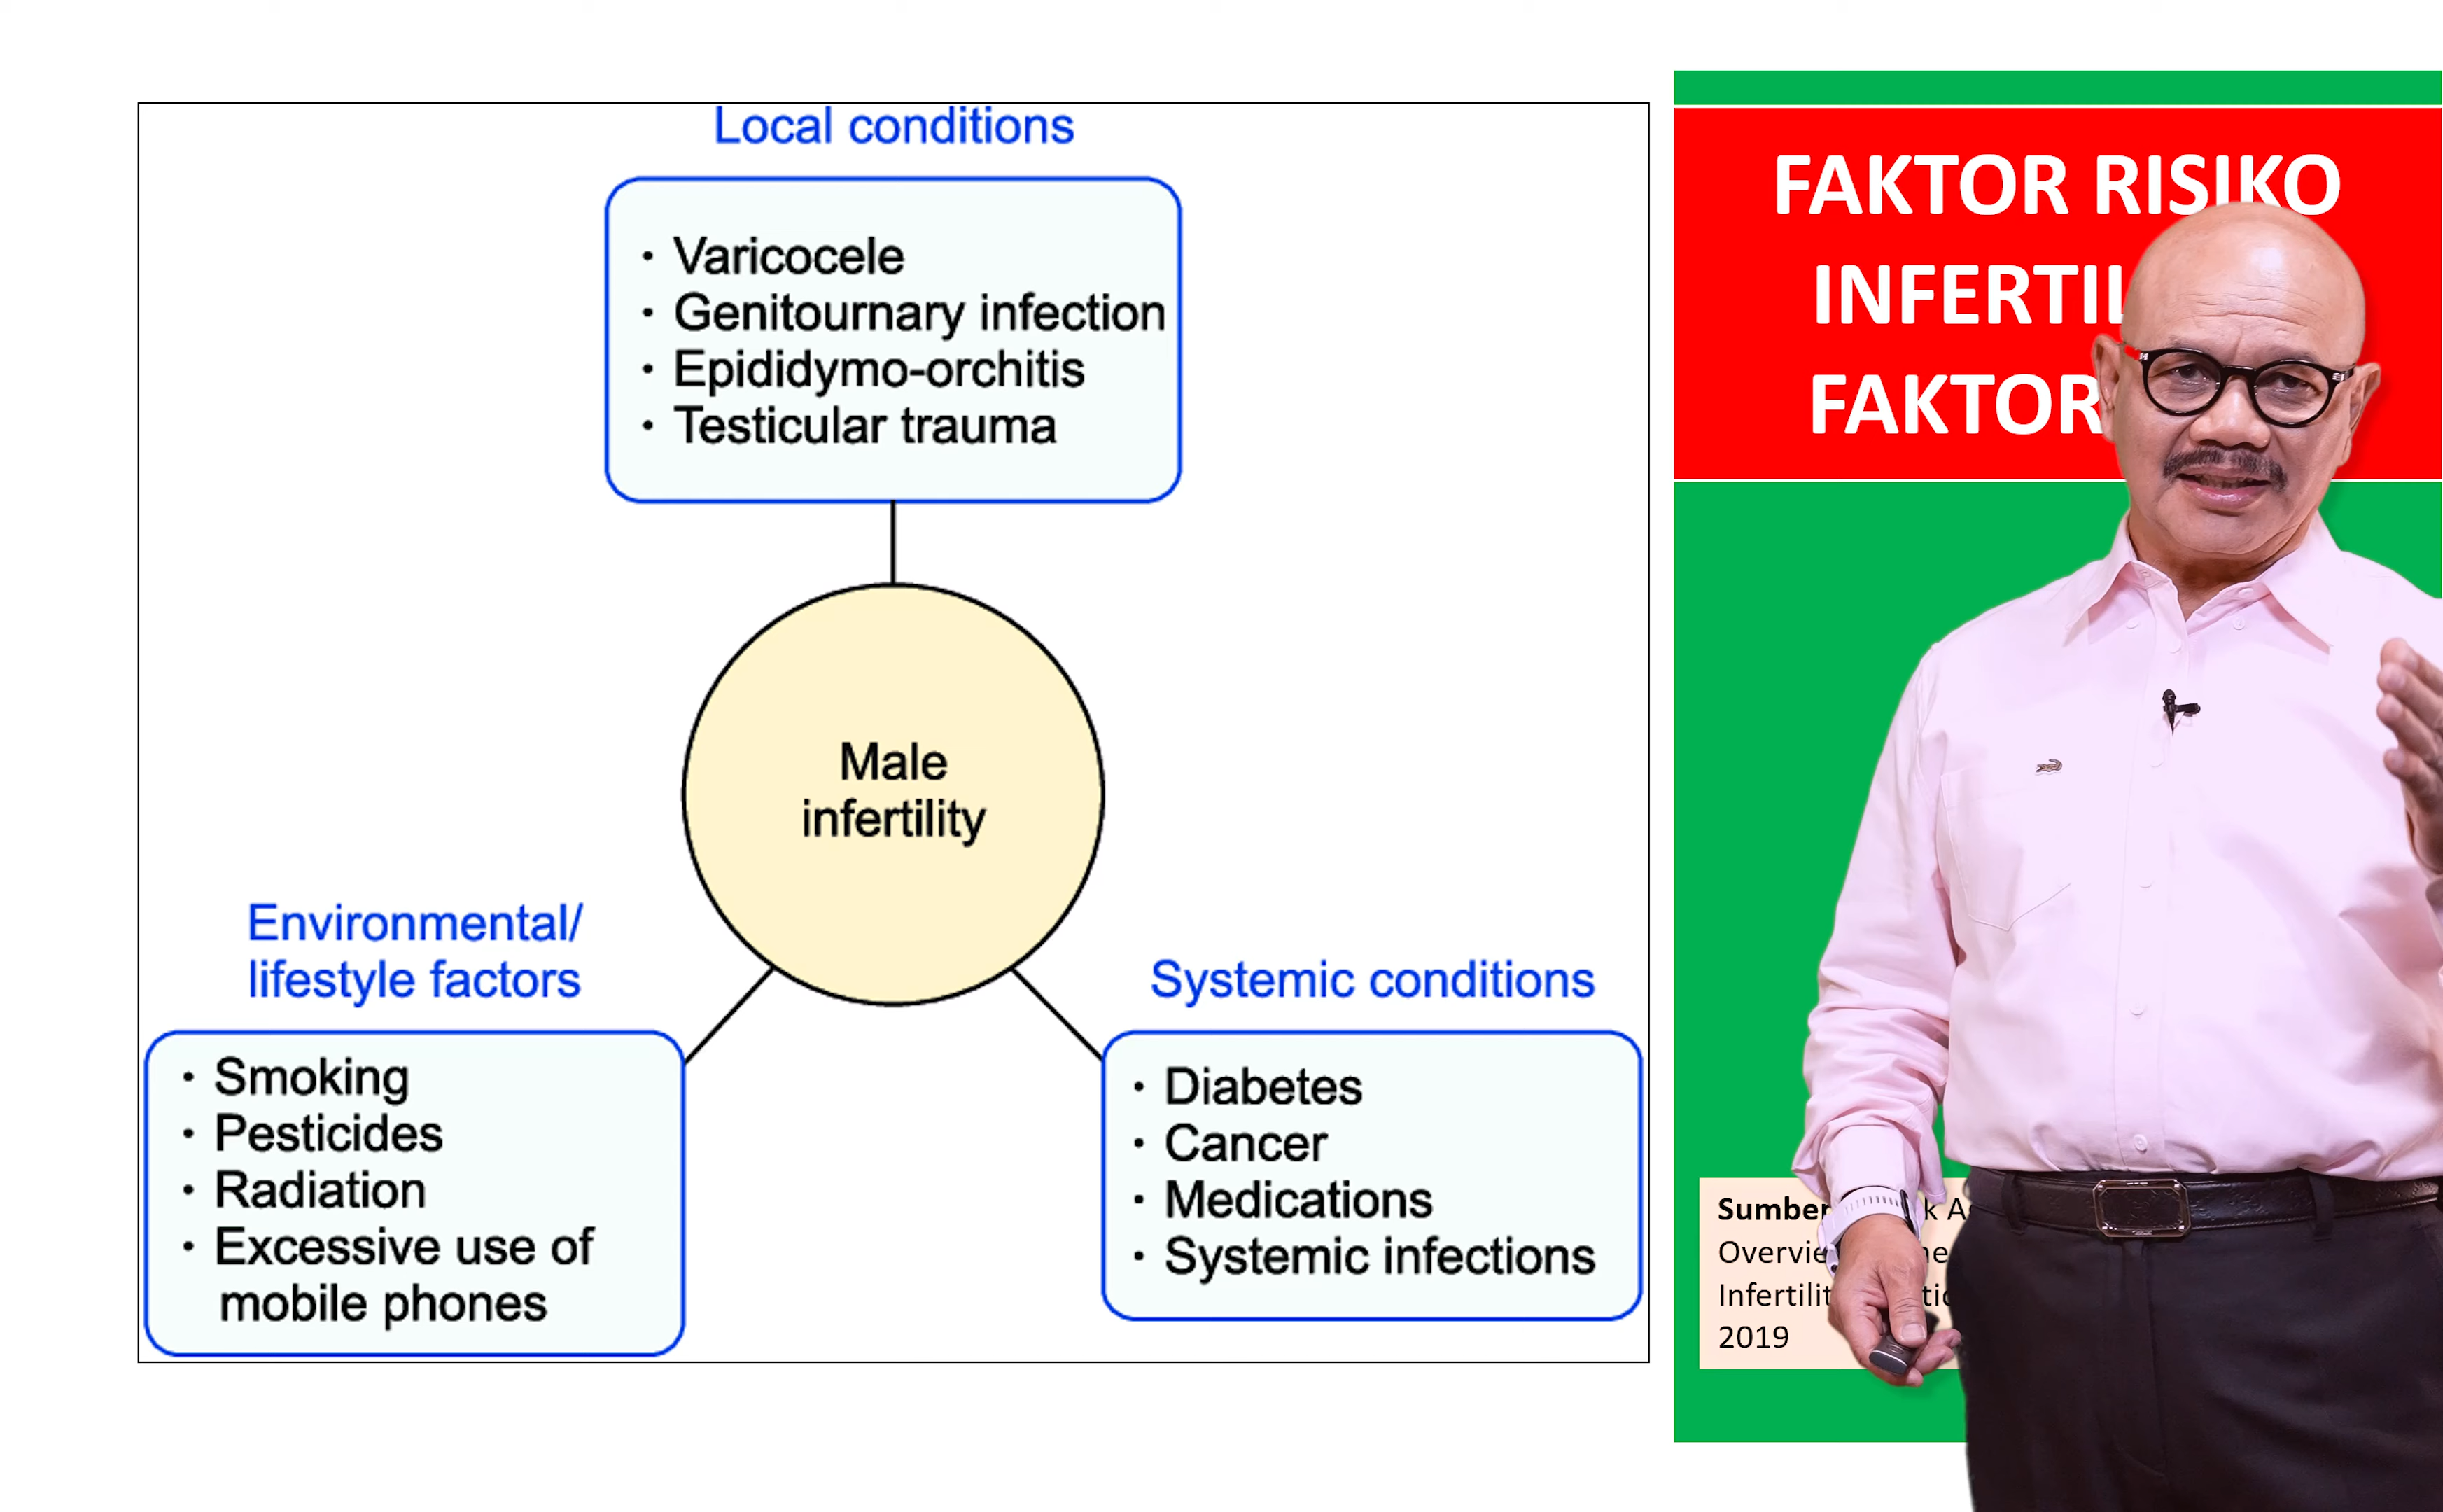 Local conditions
· Varicocele
· Genitournary infection
· Epididymo-orchitis
· Testicular trauma
Male
infertility
Environmental/
lifestyle factors
· Smoking
· Pesticides
· Radiation
· Excessive use of
mobile phones
Systemic conditions
· Diabetes
· Cancer
· Medications
· Systemic infections
FAKTOR RISIKO
FAKTOR
Sumber
2019